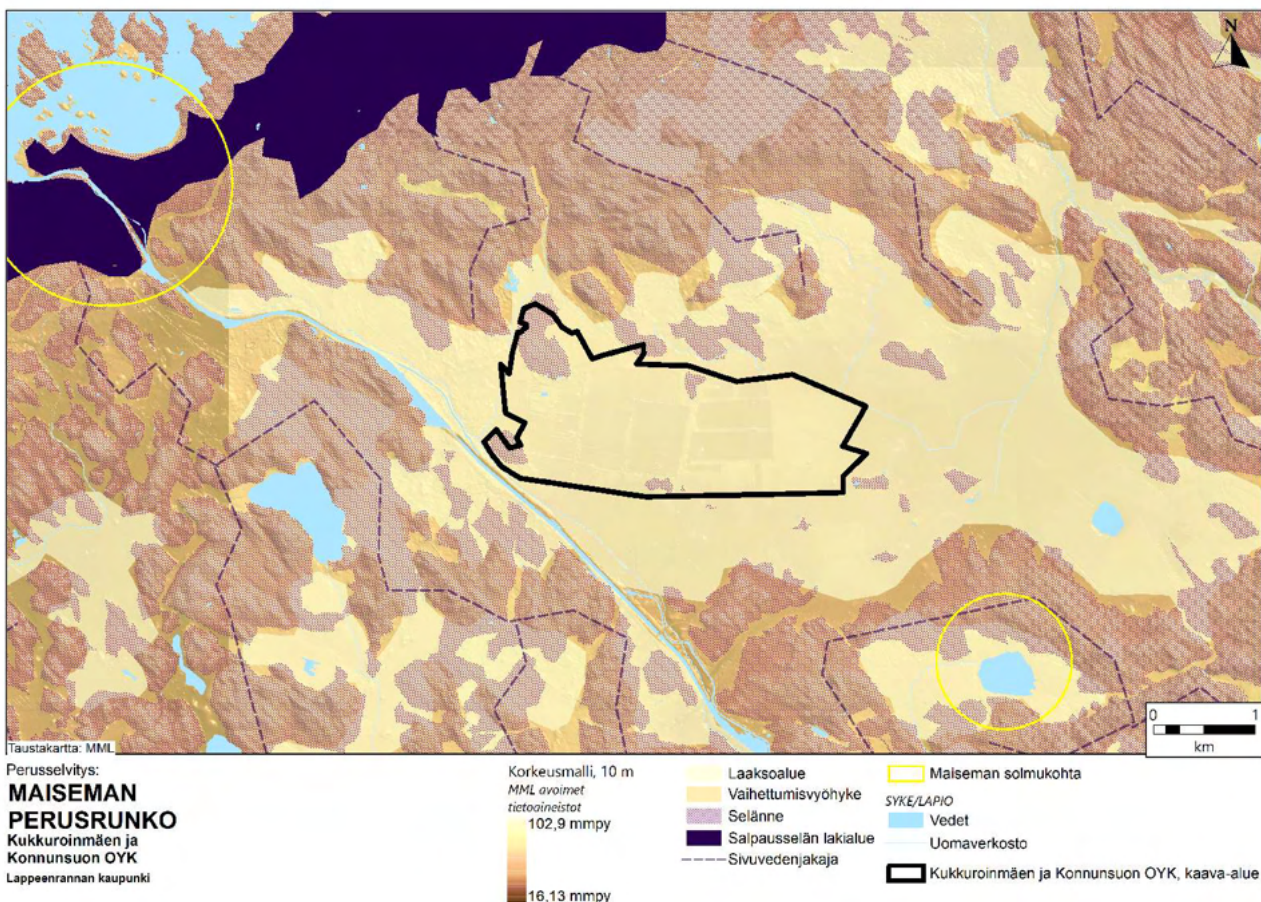 N
0 1
km
Taustakartta: MML
Perusselvitys:
MAISEMAN
PERUSRUNKO
Kukkuroinmäen ja
Konnunsuon OYK
Lappeenrannan kaupunki
Korkeusmalli, 10 m
MML avoimet
tietoaineistot
102,9 mmpy
16,13 mmpy
Laaksoalue
Vaihettumisvyöhyke
Selänne
Salpausselän lakialue
Sivuvedenjakaja
Maiseman solmukohta
SYKE/LAPIO
Vedet
Uomaverkosto
Kukkuroinmäen ja Konnunsuon OYK, kaava-alue